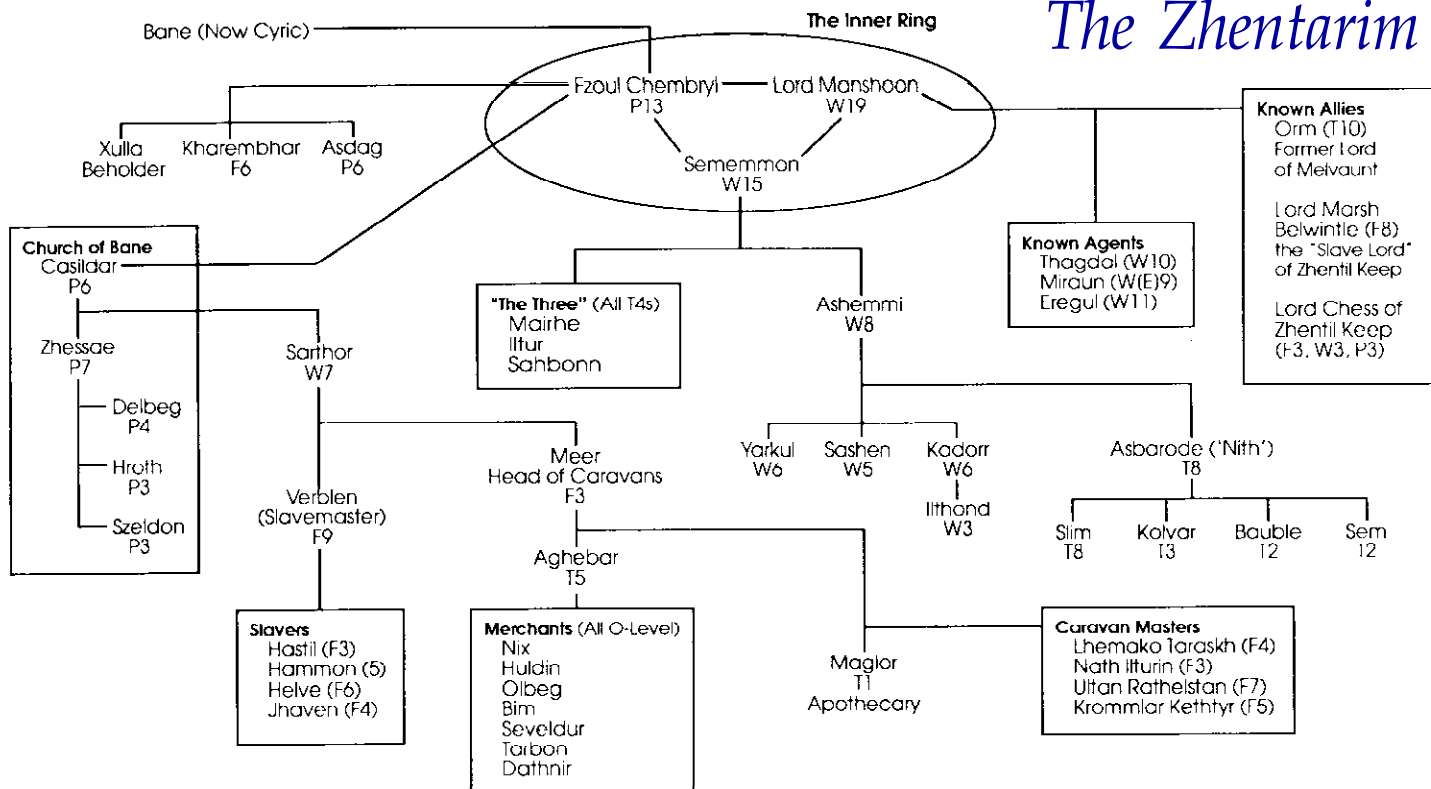 The Zhentarim
The Inner Ring
Bane (Now Cyric)
Fzoul Chembryl
P13
Lord Manshoon
W19
Sememmon
W15
Xulla
Beholder
Kharembhar
F6
Asdag
P6
Known Allies
Orm (T10)
Former Lord
of Melvaunt
Lord Marsh
Belwintle (F8)
the "Slave Lord"
of Zhentil Keep
Lord Chess of
Zhentil Keep
(F3, W3, P3)
Known Agents
Thagdal (W10)
Miraun (W(E)9)
Eregul (W11)
Church of Bane
Casildar
P6
Zhessae
P7
Delbeg
P4
Hroth
P3
Szeldon
P3
Sarthor
W7
"The Three" (All T4s)
Mairhe
Iltur
Sahbonn
Ashemmi
W8
Yarkul
W6
Sashen
W5
Kadorr
W6
Ilthond
W3
Asbarode ('Nith')
T8
Slim
T8
Kolvar
T3
Bauble
T2
Sem
T2
Meer
Head of Caravans
F3
Verblen
(Slavemaster)
F9
Aghebar
T5
Slavers
Hastil (F3)
Hammon (5)
Helve (F6)
Jhaven (F4)
Merchants (All O-Level)
Nix
Huldin
Olbeg
Bim
Seveldur
Tarbon
Dathnir
Maglor
T1
Apothecary
Caravan Masters
Lhemako Taraskh (F4)
Nath Ilturin (F3)
Ultan Rathelstan (F7)
Krommlar Kethtyr (F5)